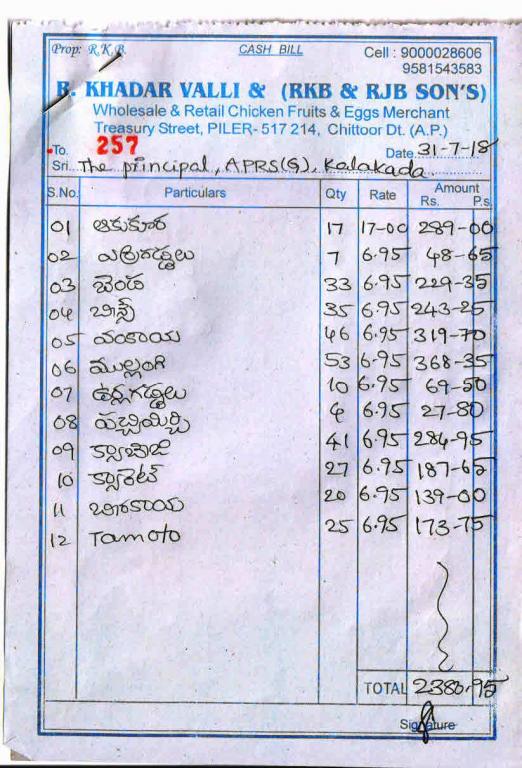 Prop: R.K.B. CASH BILL Cell : 9000028606
9581543583
B. KHADAR VALLI & (RKB & RJB SON'S)
Wholesale & Retail Chicken Fruits & Eggs Merchant
Treasury Street, PILER- 517 214, Chittoor Dt. (A.P.)
To. 257 Date 31-7-18
Sri. The principal, APRS(G), Kalakada
S.No. Particulars Qty Rate Amount
Rs. P.s.
01 ఆకుకూర 17 17-00 289-00
02 ఎర్రగడ్డలు 7 6.95 48-65
03 బెండ 33 6.95 229-35
04 బీన్స్ 35 6.95 243-25
05 వంకాయ 46 6.95 319-70
06 ముల్లంగి 53 6.95 368-35
07 ఉర్లగడ్డలు 10 6.95 69-50
08 పచ్చిమిర్చి 4 6.95 27-80
09 క్యాబేజి 41 6.95 284-95
10 క్యారెట్ 27 6.95 187-65
11 బీరకాయ 20 6.95 139-00
12 Tamoto 25 6.95 173-75
TOTAL 2380.95
Signature